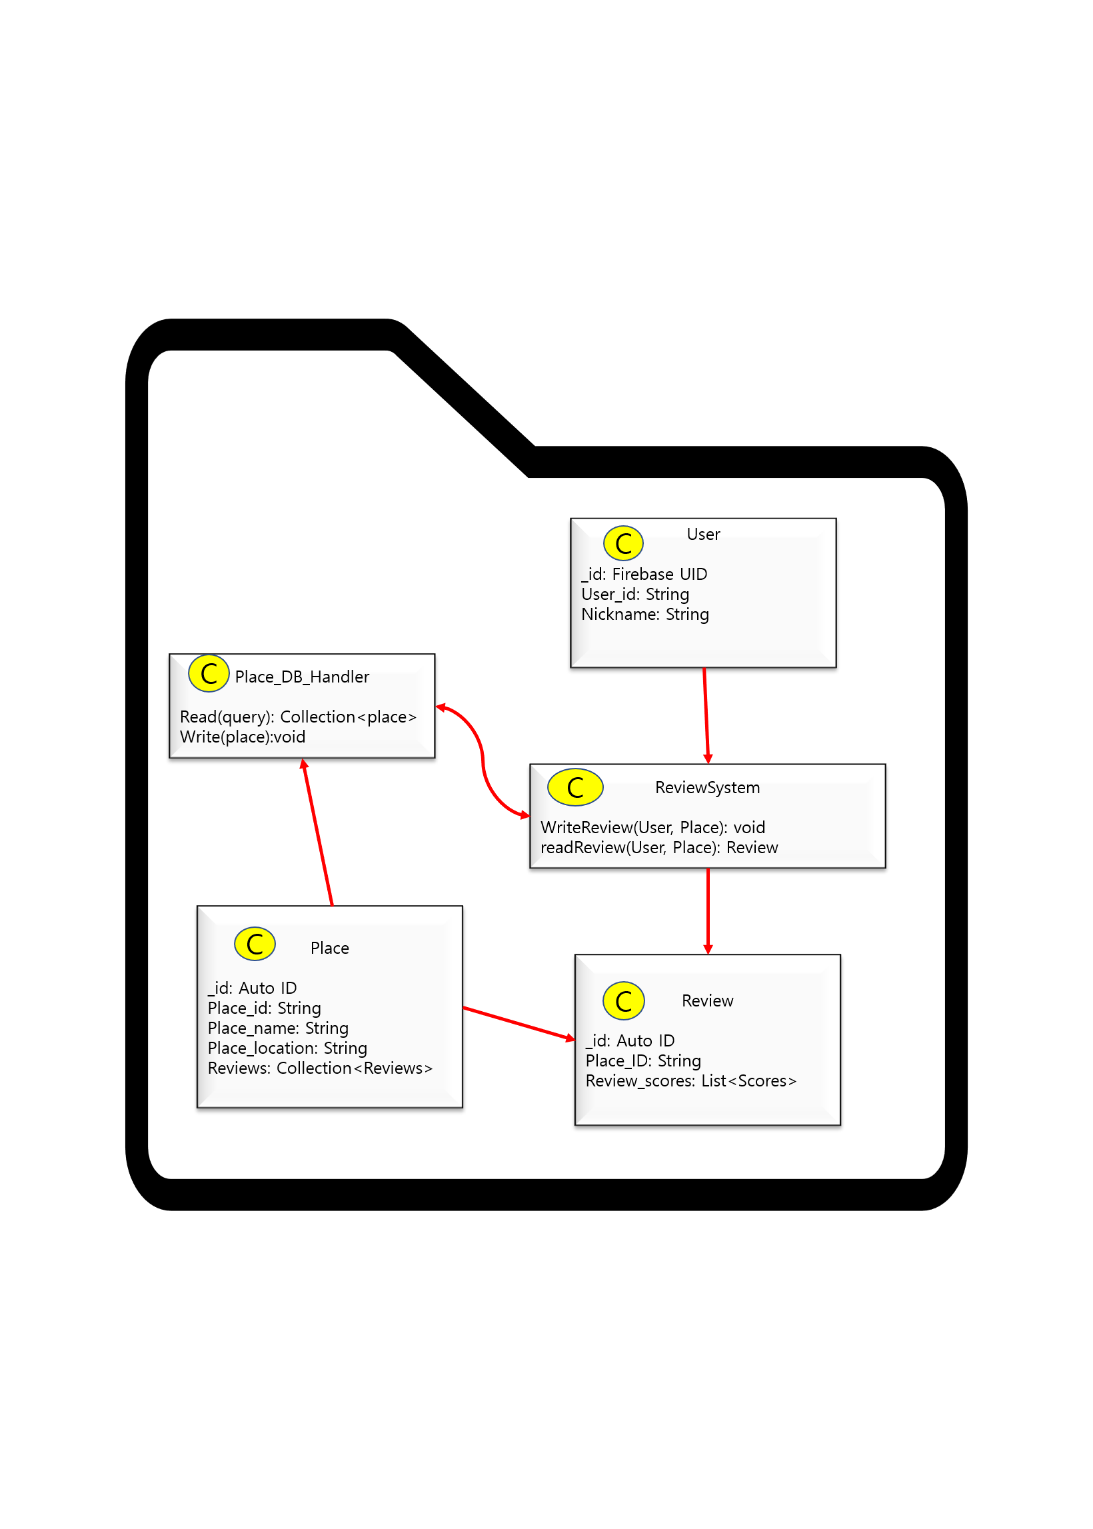 C
User
_id: Firebase UID
User_id: String
Nickname: String
C
Place_DB_Handler
Read(query): Collection<place>
Write(place):void
C
ReviewSystem
WriteReview(User, Place): void
readReview(User, Place): Review
C
Place
_id: Auto ID
Place_id: String
Place_name: String
Place_location: String
Reviews: Collection<Reviews>
C
Review
_id: Auto ID
Place_ID: String
Review_scores: List<Scores>